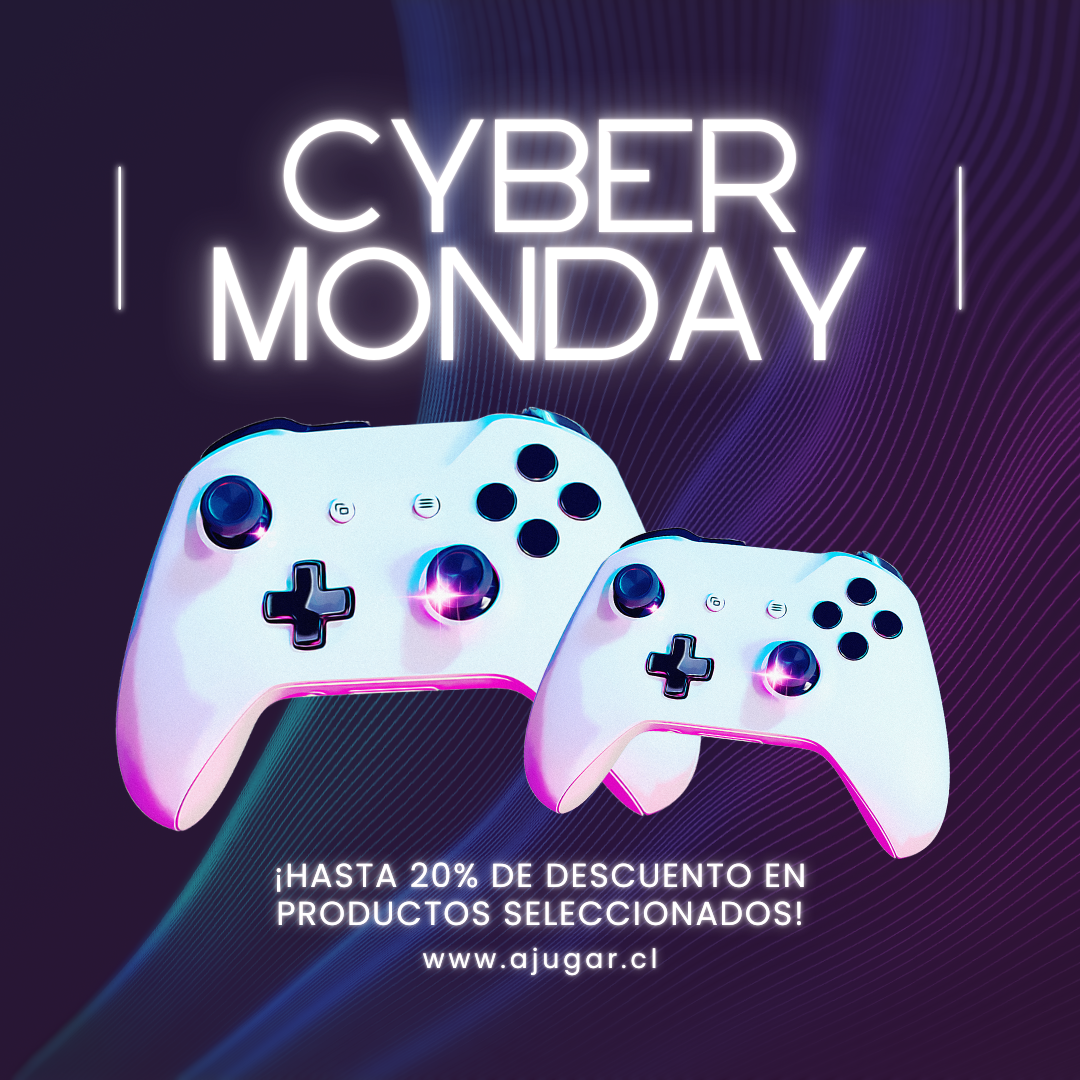 CYBER
MONDAY
¡HASTA 20% DE DESCUENTO EN
PRODUCTOS SELECCIONADOS!
www.ajugar.cl